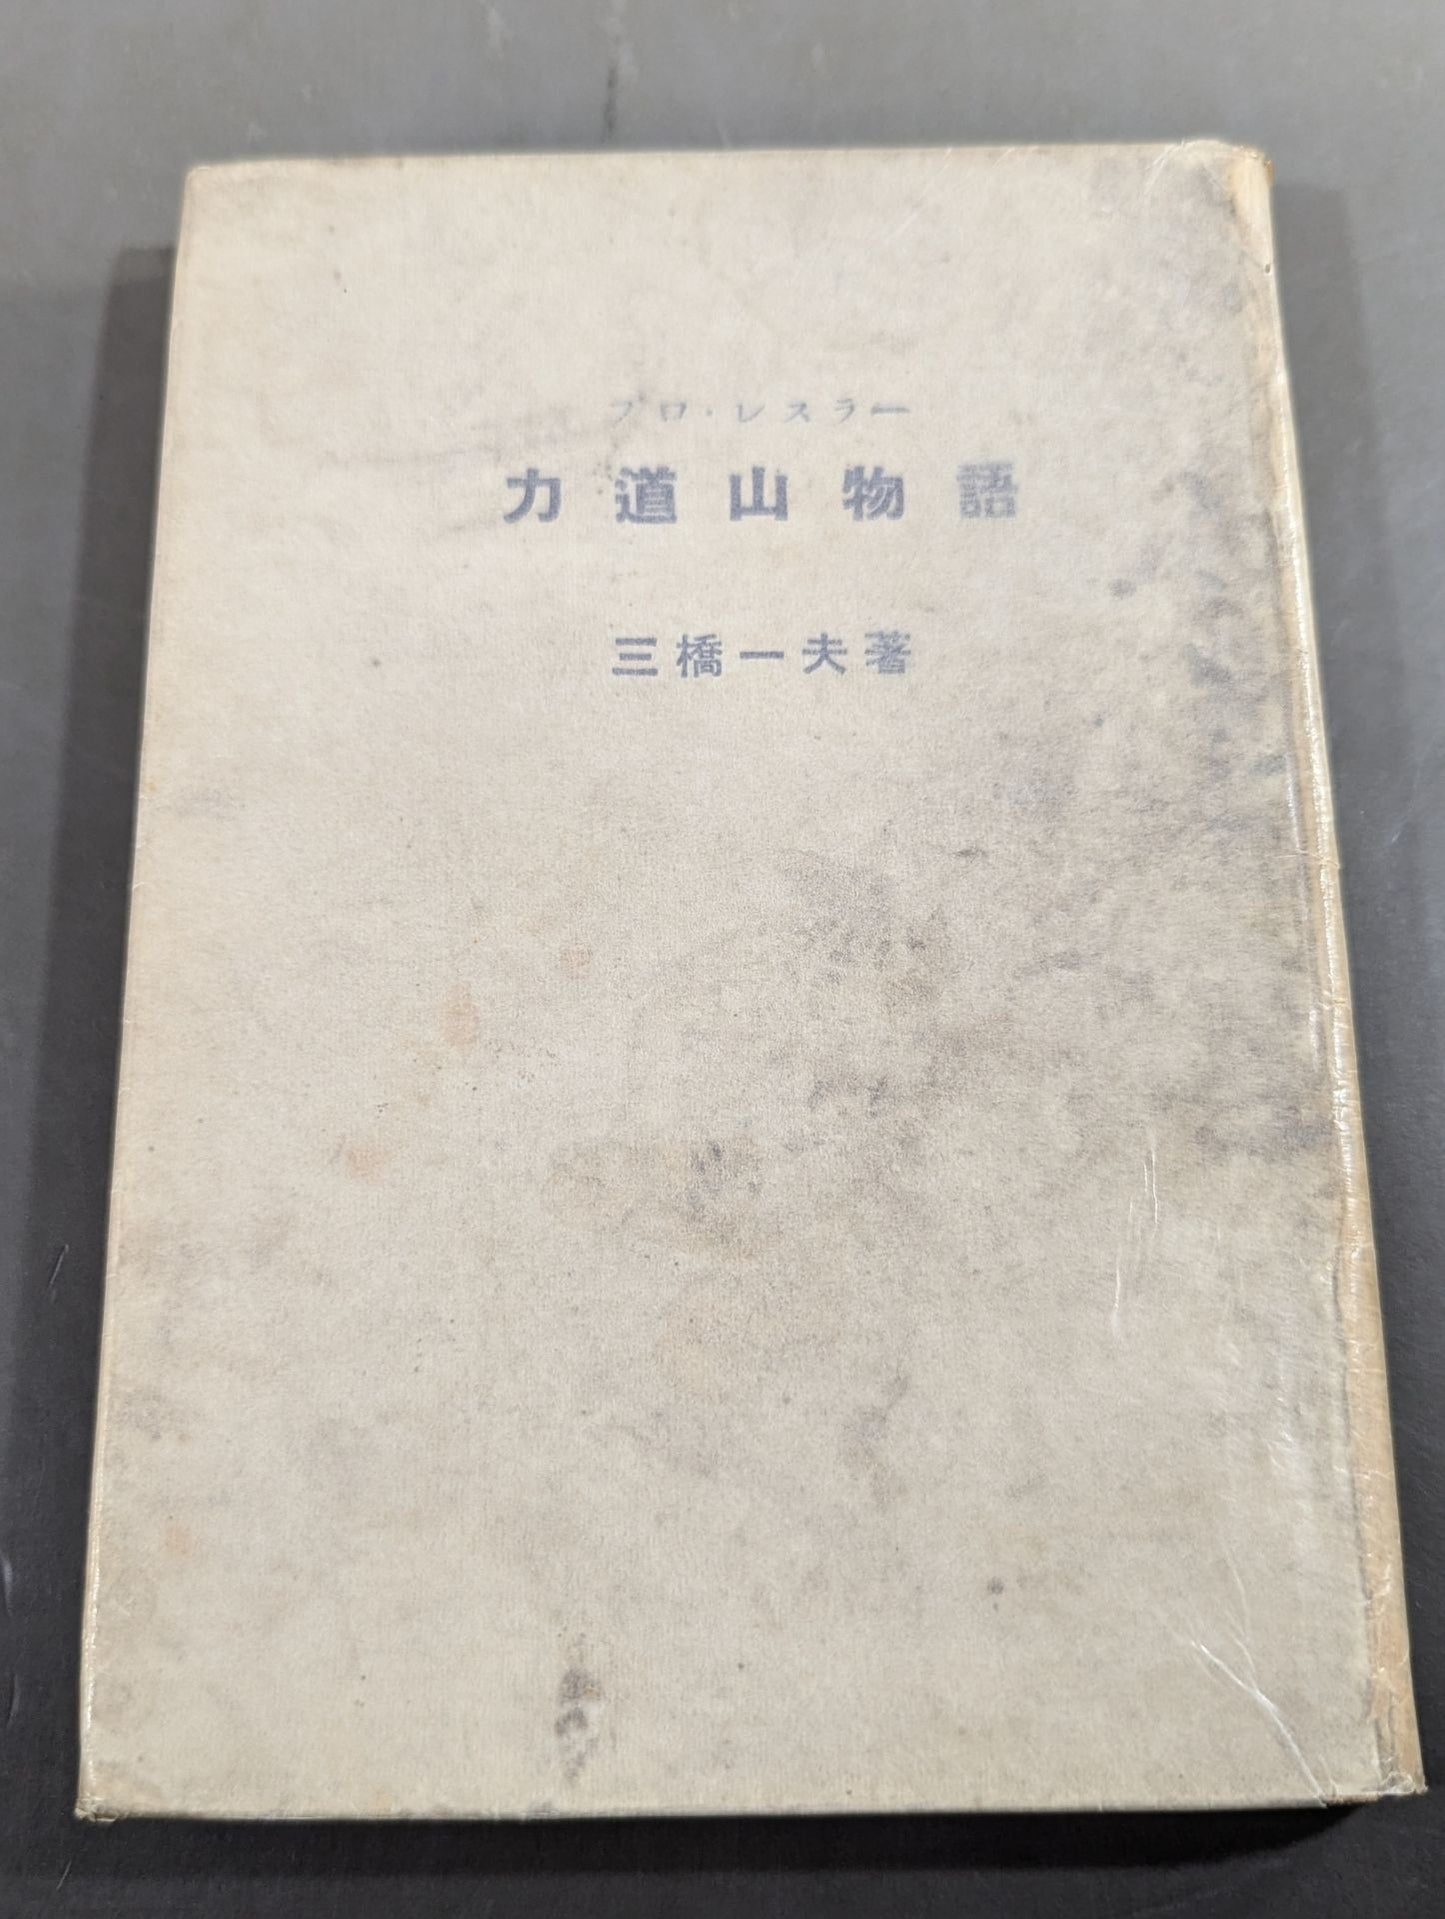 プロ・レスラー
力道山物語
三橋一夫著